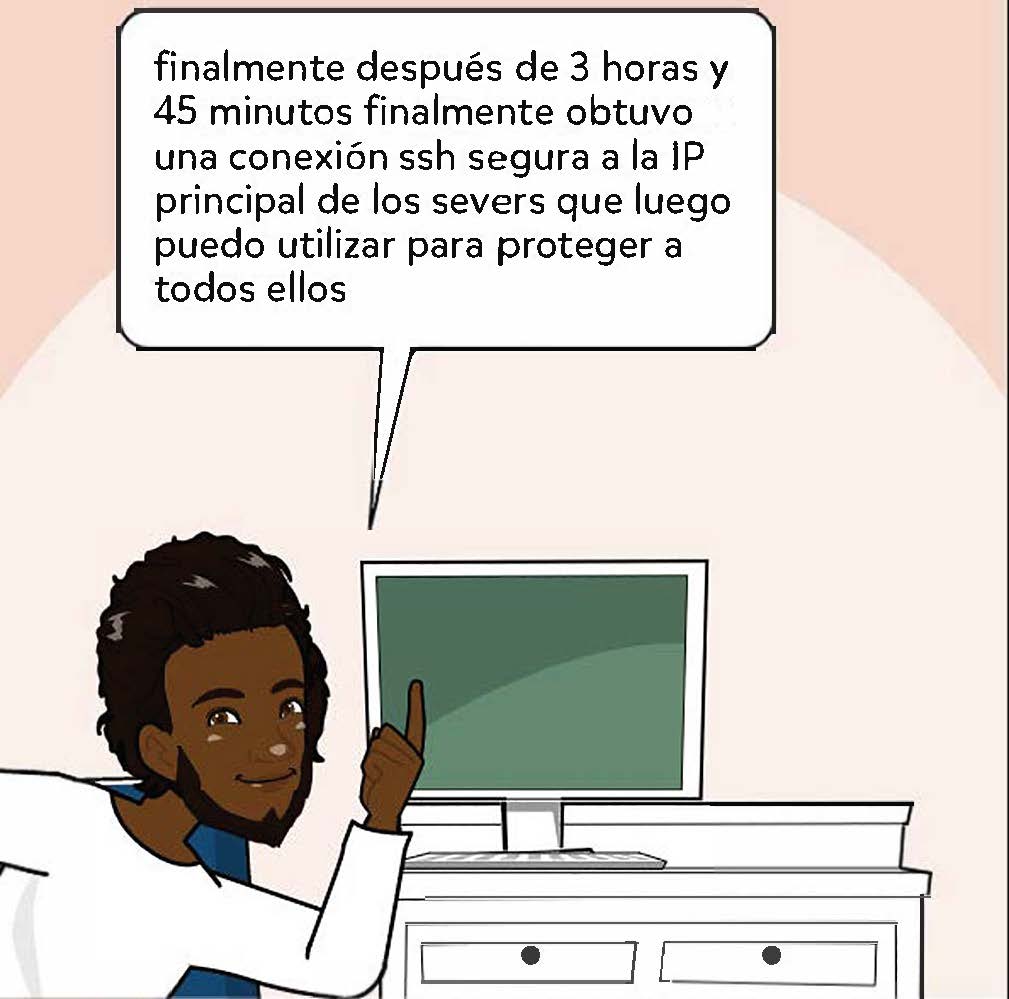 finalmente después de 3 horas y
45 minutos finalmente obtuvo
una conexión ssh segura a la IP
principal de los severs que luego
puedo utilizar para proteger a
todos ellos